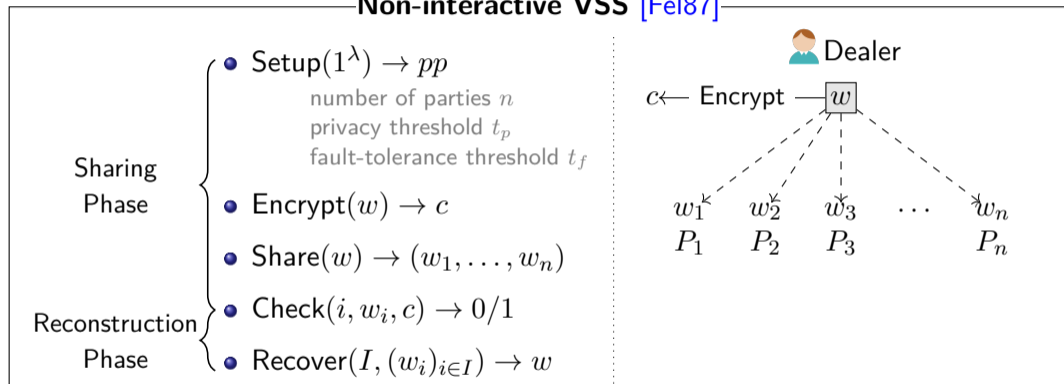 Non-interactive VSS [Fel87]
Sharing
Phase
Reconstruction
Phase
Setup(1^λ) → pp
number of parties n
privacy threshold t_p
fault-tolerance threshold t_f
Encrypt(w) → c
Share(w) → (w_1, . . . , w_n)
Check(i, w_i, c) → 0/1
Recover(I, (w_i)_{i∈I}) → w
Dealer
c ← Encrypt — w
w_1 w_2 w_3 · · · w_n
P_1 P_2 P_3 P_n